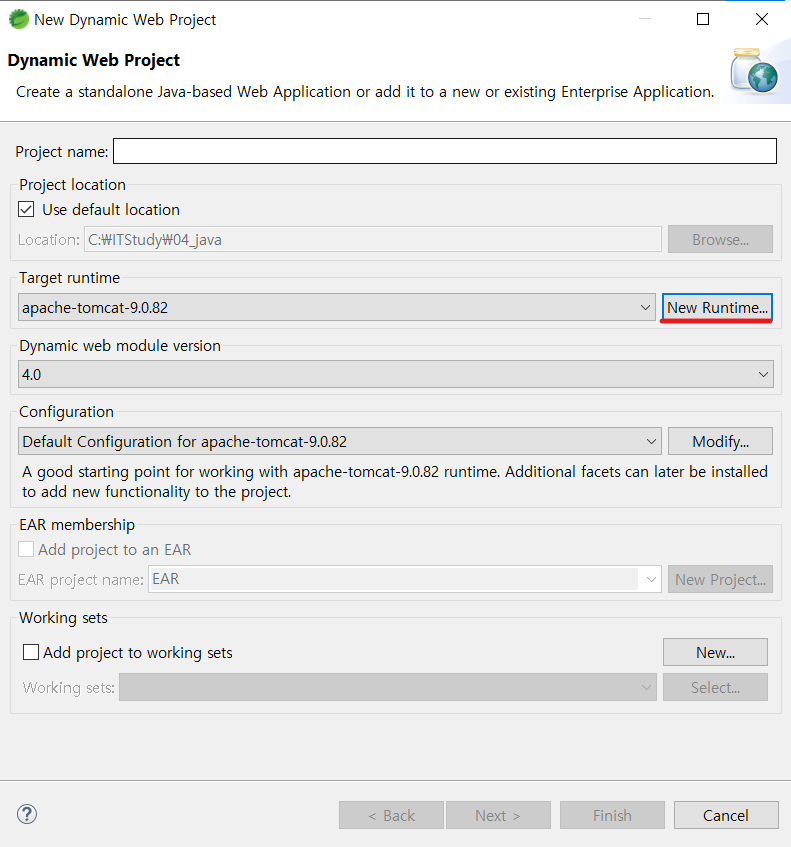 New Dynamic Web Project
Dynamic Web Project
Create a standalone Java-based Web Application or add it to a new or existing Enterprise Application.
Project name:
Project location
Use default location
Location: C:₩ITStudy₩04_java Browse...
Target runtime
apache-tomcat-9.0.82 New Runtime...
Dynamic web module version
4.0
Configuration
Default Configuration for apache-tomcat-9.0.82 Modify...
A good starting point for working with apache-tomcat-9.0.82 runtime. Additional facets can later be installed
to add new functionality to the project.
EAR membership
Add project to an EAR
EAR project name: EAR New Project...
Working sets
Add project to working sets New...
Working sets: Select...
? < Back Next > Finish Cancel